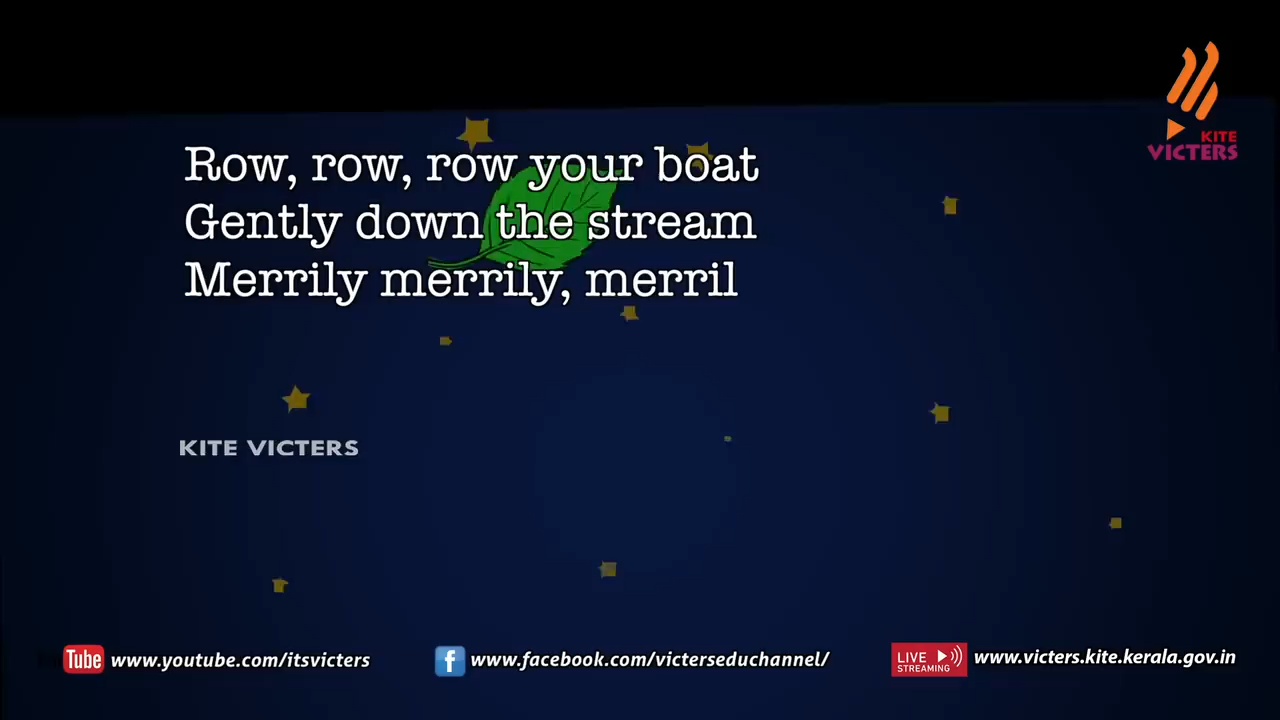 KITE
VICTERS
Row, row, row your boat
Gently down the stream
Merrily merrily, merril
KITE VICTERS
Tube www.youtube.com/itsvicters
f www.facebook.com/victerseduchannel/
LIVE
STREAMING
www.victers.kite.kerala.gov.in